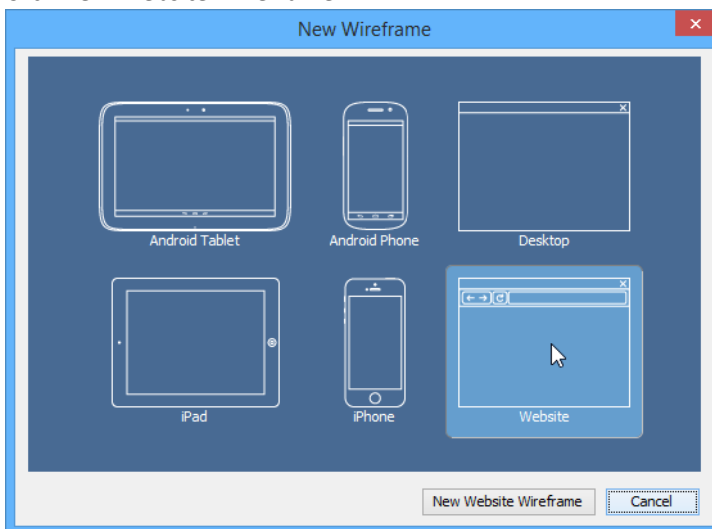 New Wireframe
Android Tablet
Android Phone
Desktop
iPad
iPhone
Website
New Website Wireframe
Cancel